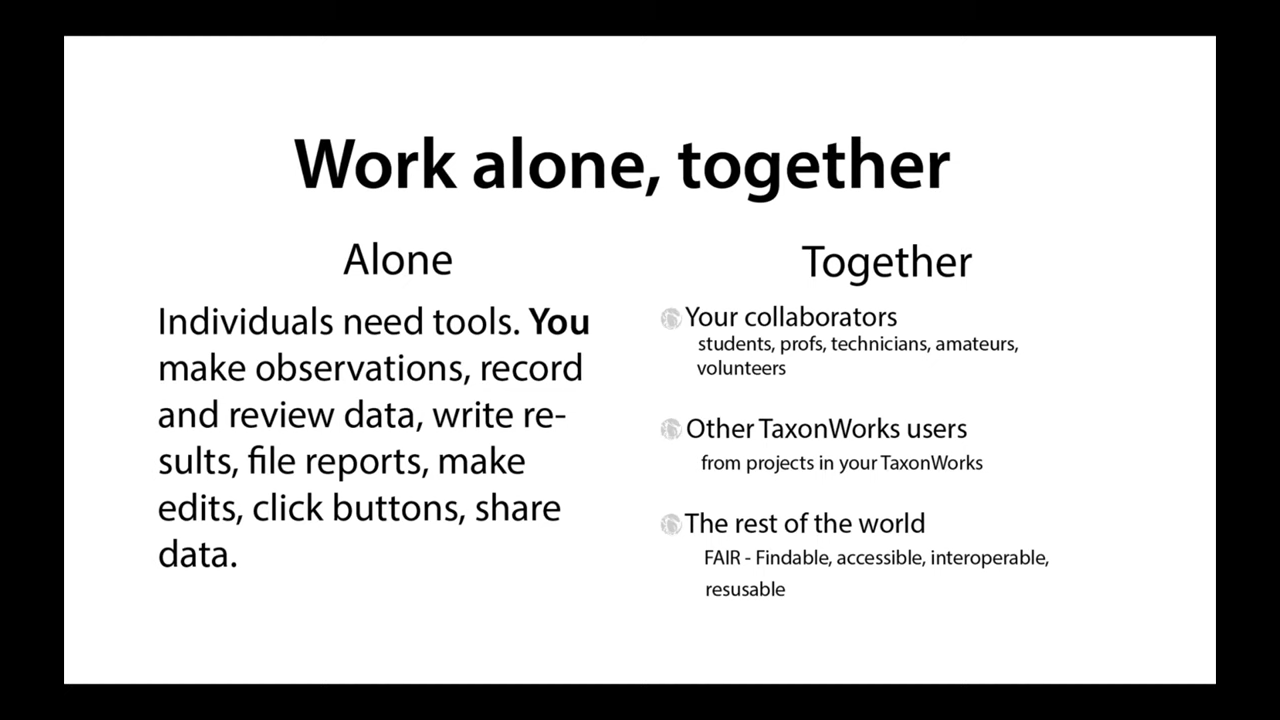 Work alone, together
Alone
Individuals need tools. You
make observations, record
and review data, write re-
sults, file reports, make
edits, click buttons, share
data.
Together
Your collaborators
students, profs, technicians, amateurs,
volunteers
Other TaxonWorks users
from projects in your TaxonWorks
The rest of the world
FAIR - Findable, accessible, interoperable,
resusable